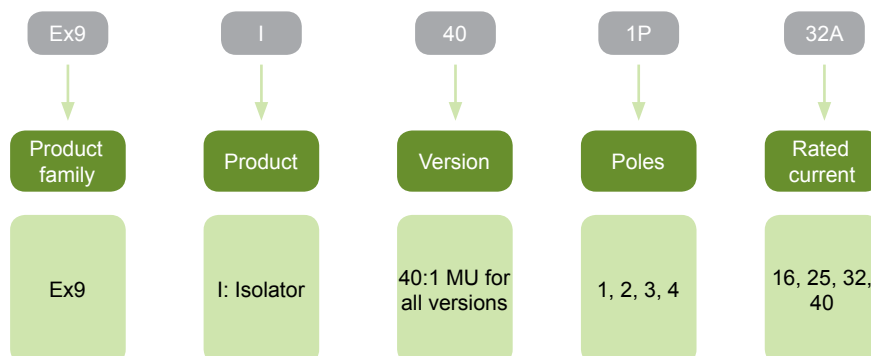 Ex9
I
40
1P
32A
Product
family
Product
Version
Poles
Rated
current
Ex9
I: Isolator
40:1 MU for
all versions
1, 2, 3, 4
16, 25, 32,
40